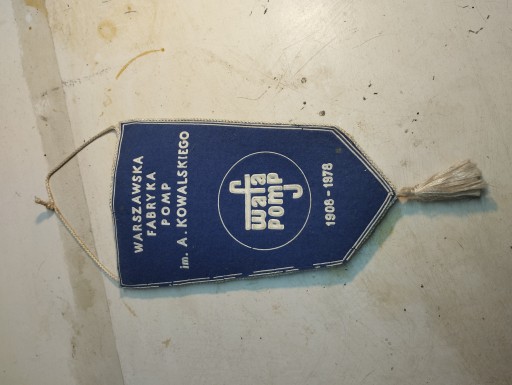 WARSZAWSKA
FABRYKA
POMP
im. A. KOWALSKIEGO
wafa
pomp
1908-1978